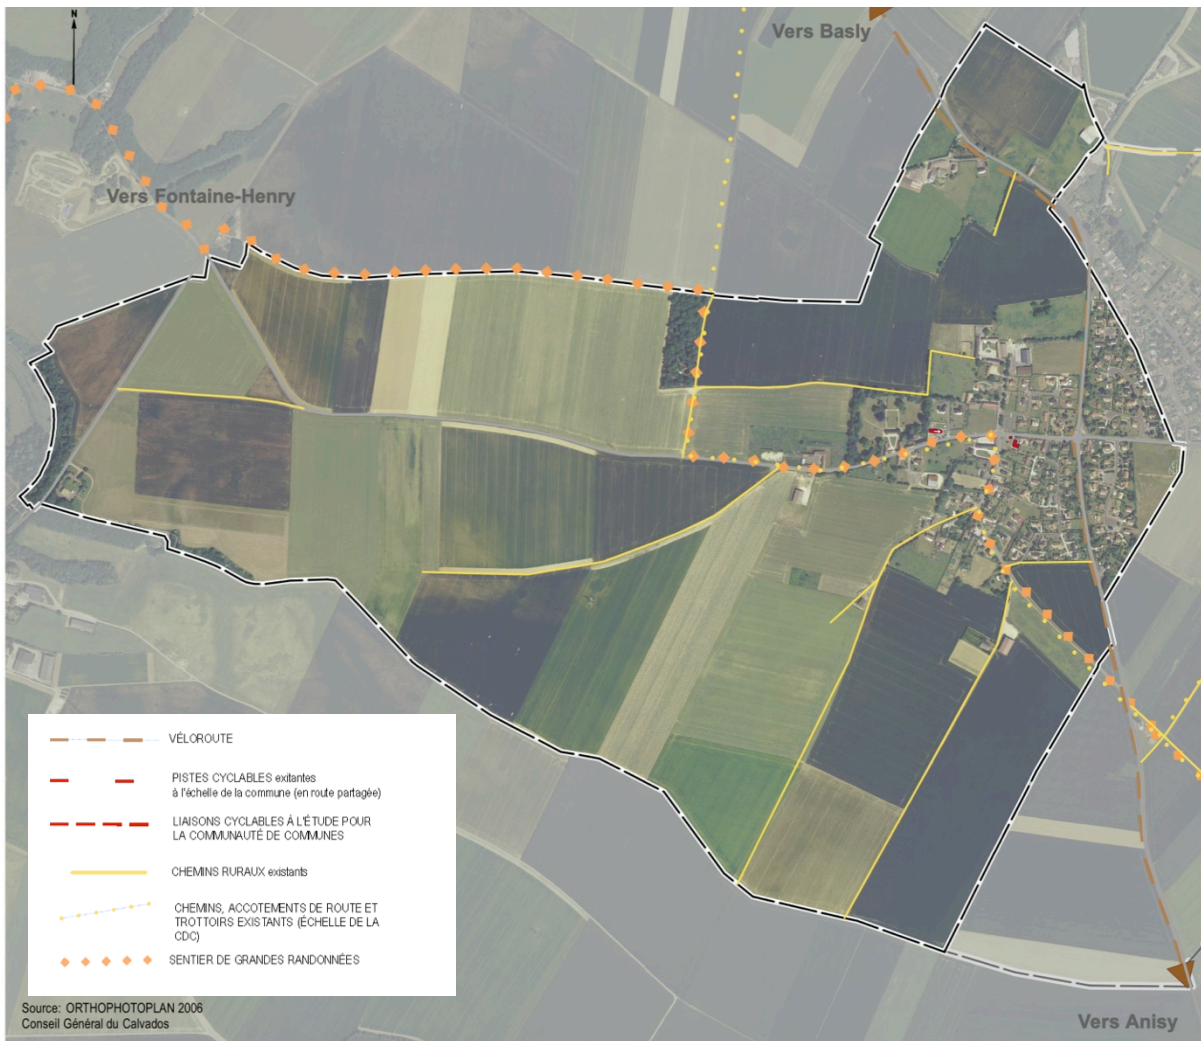 N
Vers Basly
Vers Fontaine-Henry
VÉLOROUTE
PISTES CYCLABLES exitantes
à l'échelle de la commune (en route partagée)
LIAISONS CYCLABLES À L'ÉTUDE POUR
LA COMMUNAUTÉ DE COMMUNES
CHEMINS RURAUX existants
CHEMINS, ACCOTEMENTS DE ROUTE ET
TROTTOIRS EXISTANTS (ÉCHELLE DE LA
CDC)
SENTIER DE GRANDES RANDONNÉES
Source: ORTHOPHOTOPLAN 2006
Conseil Général du Calvados
Vers Anisy